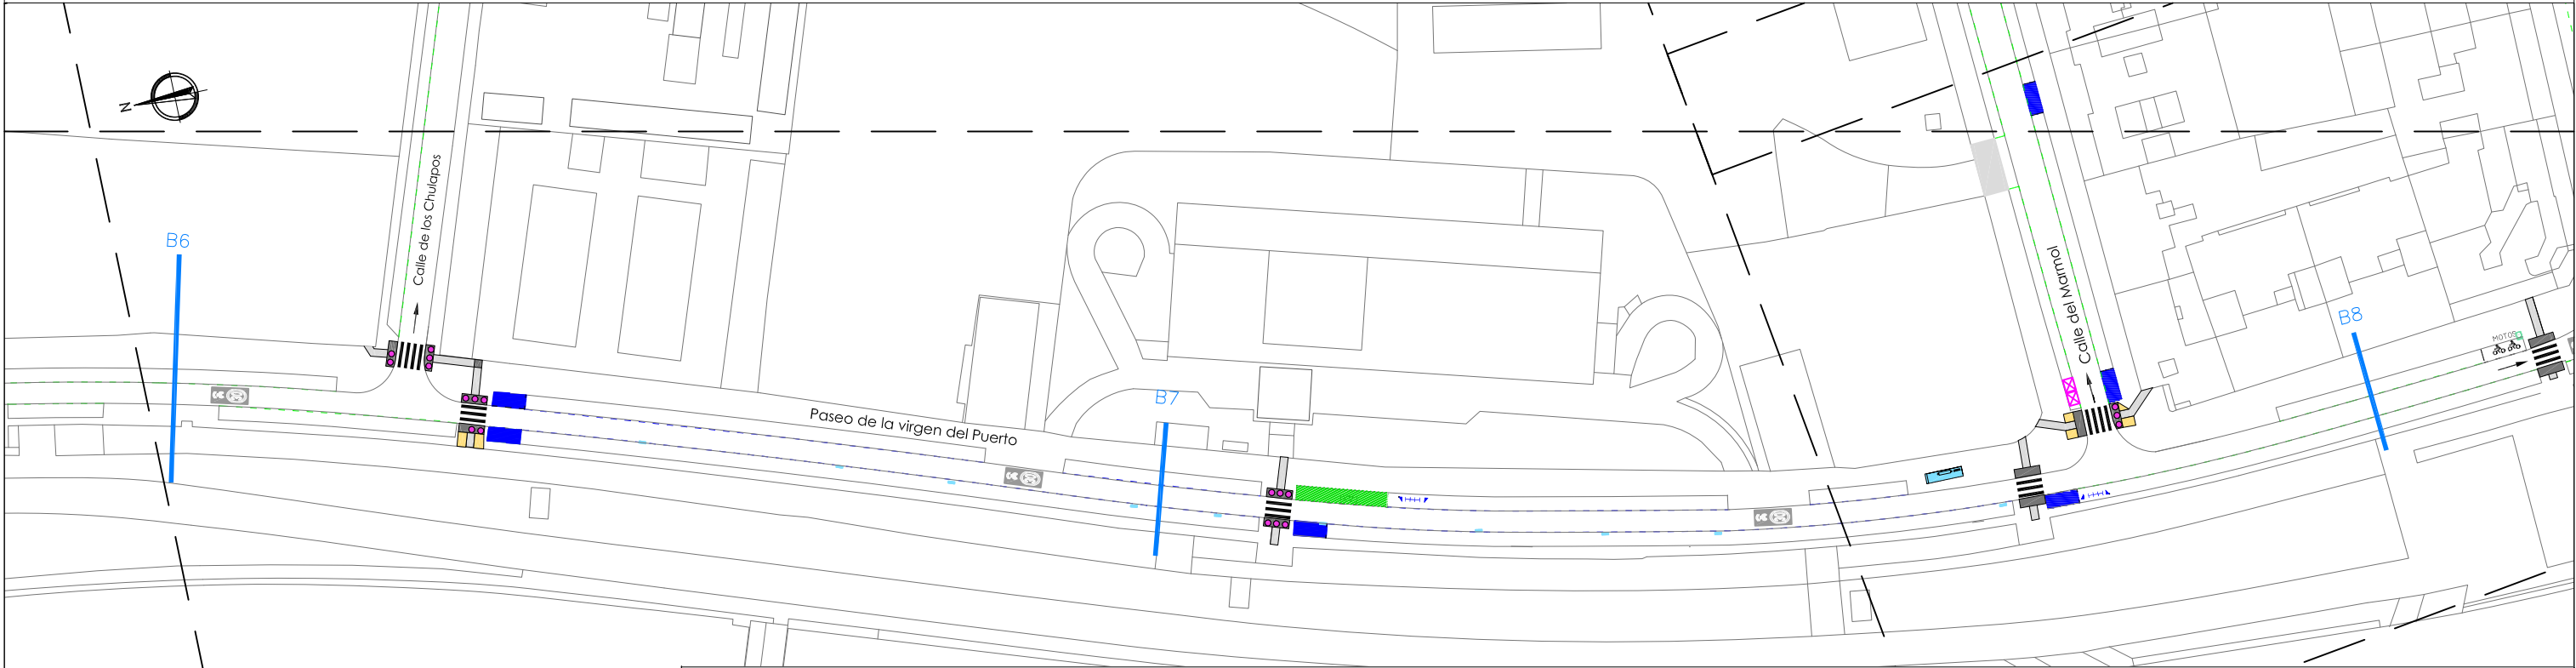 N
B6
Calle de los Chulapos
Paseo de la virgen del Puerto
B7
Calle del Marmol
B8
MOTOS